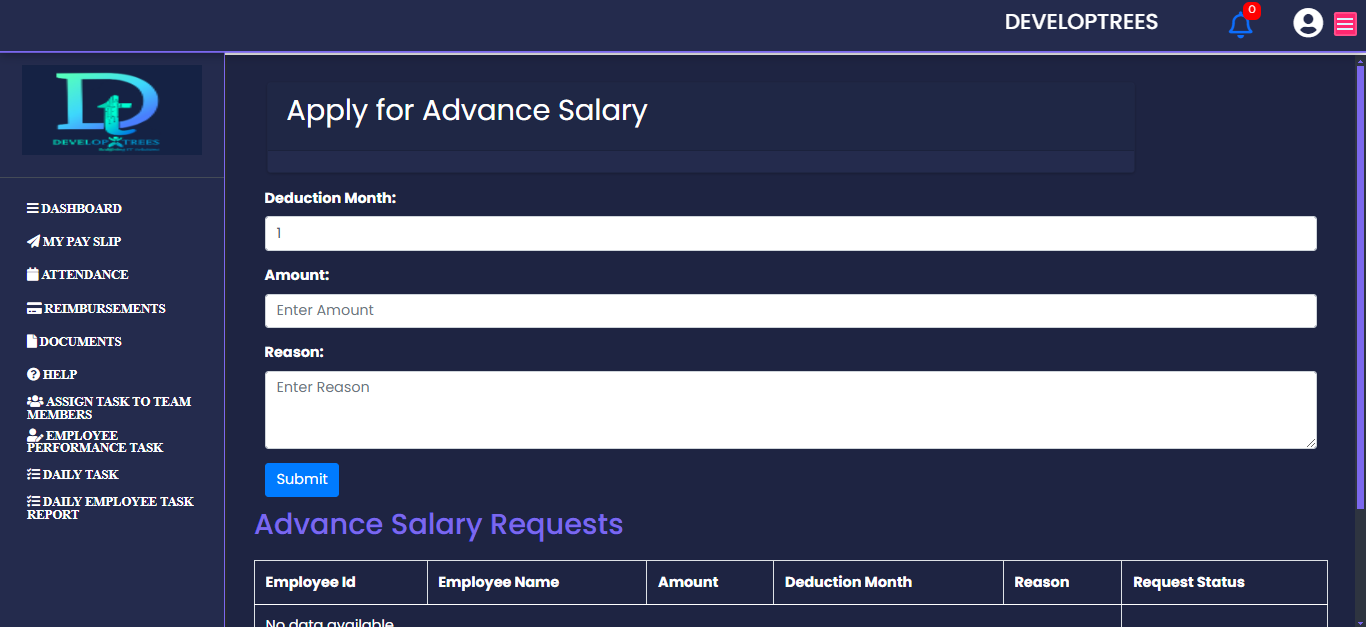 DEVELOPTREES
0
Dt
DEVELOP TREES
DASHBOARD
MY PAY SLIP
ATTENDANCE
REIMBURSEMENTS
DOCUMENTS
HELP
ASSIGN TASK TO TEAM
MEMBERS
EMPLOYEE
PERFORMANCE TASK
DAILY TASK
DAILY EMPLOYEE TASK
REPORT
Apply for Advance Salary
Deduction Month:
1
Amount:
Enter Amount
Reason:
Enter Reason
Submit
Advance Salary Requests
Employee Id Employee Name Amount Deduction Month Reason Request Status
No data available